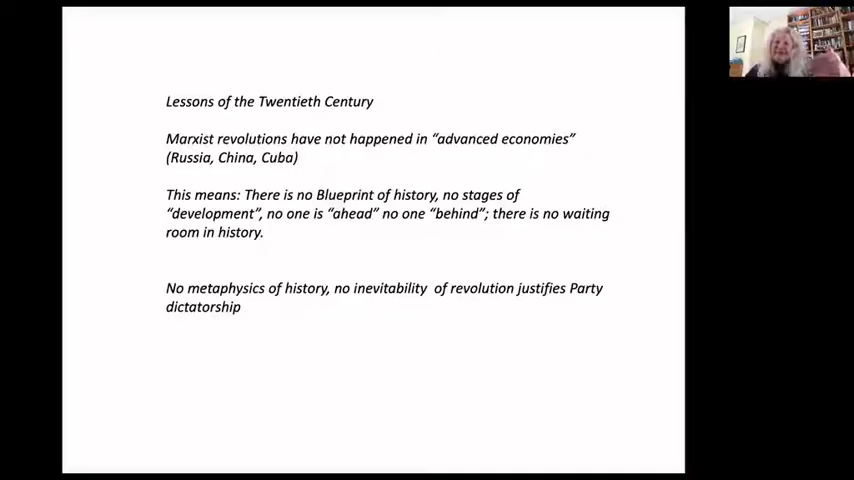 Lessons of the Twentieth Century
Marxist revolutions have not happened in “advanced economies”
(Russia, China, Cuba)
This means: There is no Blueprint of history, no stages of
“development”, no one is “ahead” no one “behind”; there is no waiting
room in history.
No metaphysics of history, no inevitability of revolution justifies Party
dictatorship